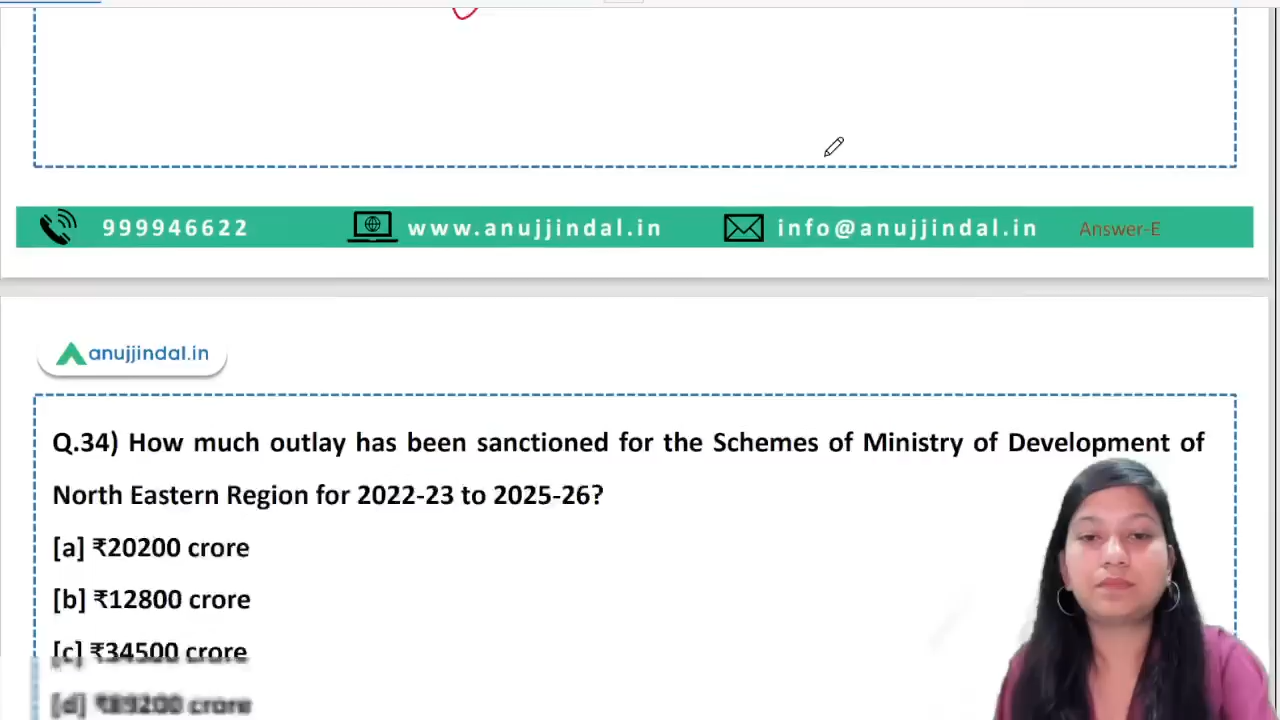 999946622 www.anujjindal.in info@anujjindal.in Answer-E
anujjindal.in
Q.34) How much outlay has been sanctioned for the Schemes of Ministry of Development of
North Eastern Region for 2022-23 to 2025-26?
[a] ₹20200 crore
[b] ₹12800 crore
[c] ₹34500 crore
[d] ₹89200 crore